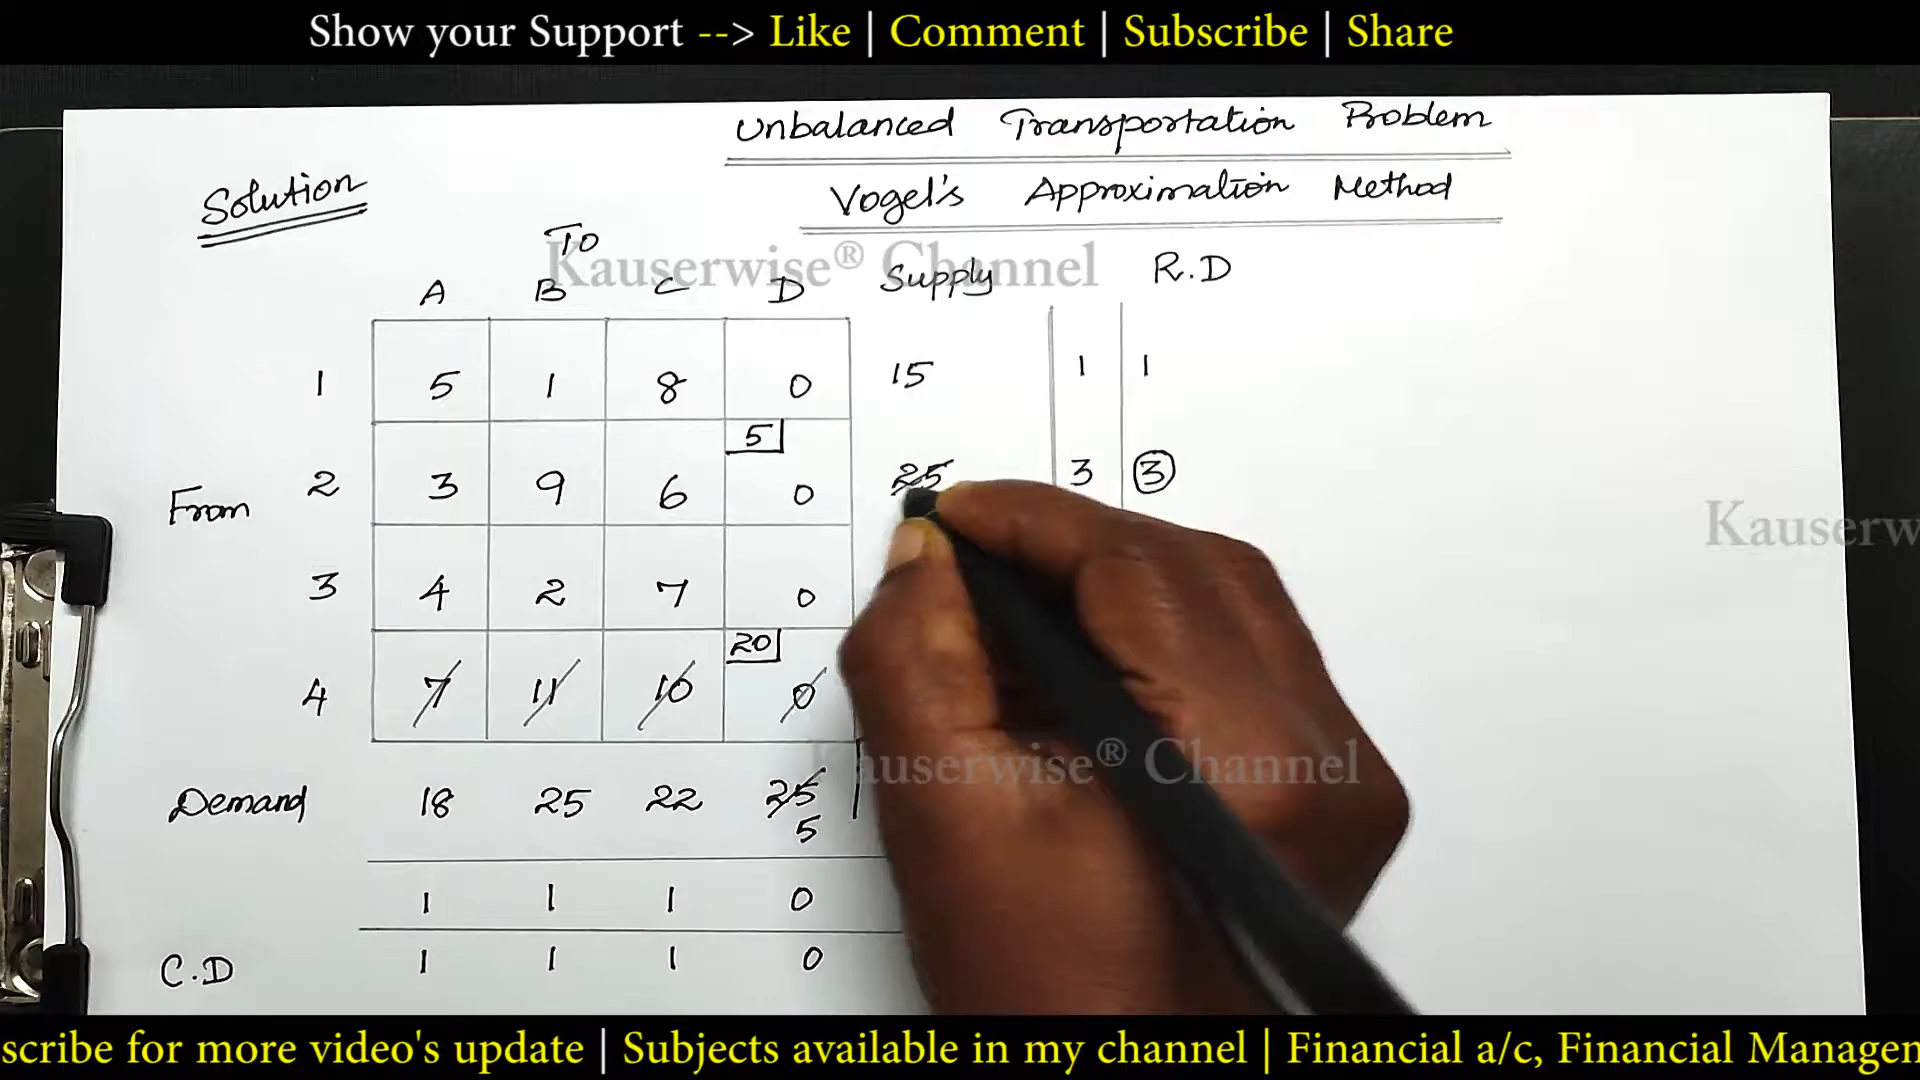 Show your Support --> Like | Comment | Subscribe | Share
Unbalanced Transportation Problem
Solution
Vogel's Approximation Method
To
Kauserwise® Channel
A B C D Supply R.D
1 5 1 8 0 15 1 1
5
From 2 3 9 6 0 25 3 3
Kauserw
3 4 2 7 0
20
4 7 11 10 0
Kauserwise® Channel
Demand 18 25 22 25
5
1 1 1 0
C.D 1 1 1 0
scribe for more video's update | Subjects available in my channel | Financial a/c, Financial Managen